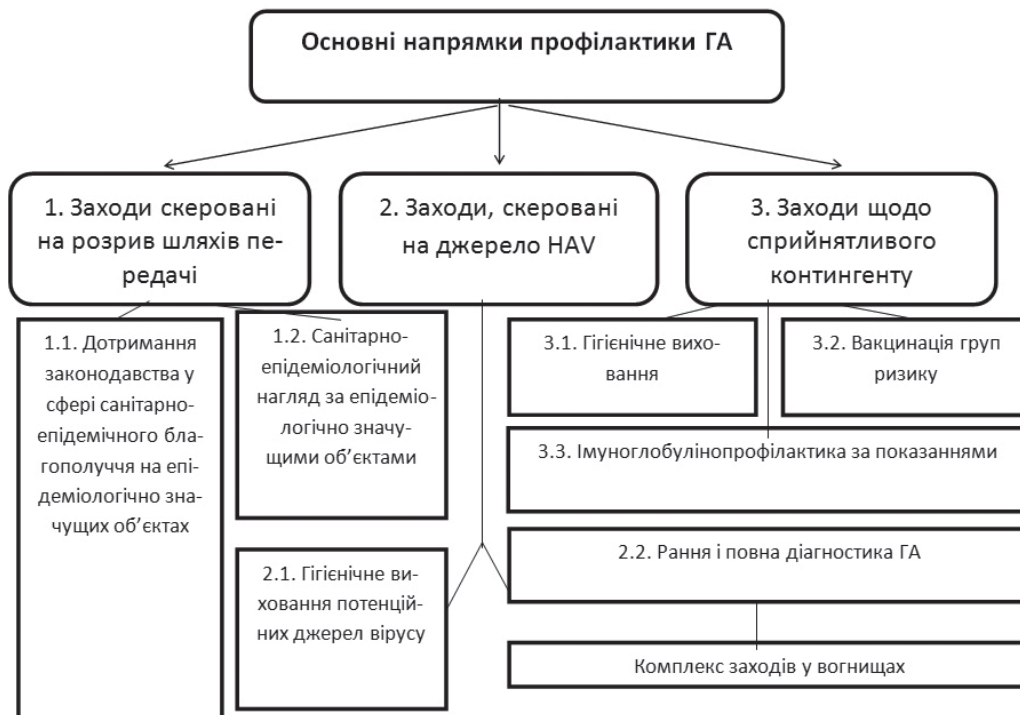 Основні напрямки профілактики ГА
1. Заходи скеровані
на розрив шляхів пе-
редачі
2. Заходи, скеровані
на джерело HAV
3. Заходи щодо
сприйнятливого
контингенту
1.1. Дотримання
законодавства у
сфері санітарно-
епідемічного бла-
гополуччя на епі-
деміологічно зна-
чущих об’єктах
1.2. Санітарно-
епідеміологічний
нагляд за епідемі-
ологічно значу-
щими об’єктами
3.1. Гігієнічне вихо-
вання
3.2. Вакцинація груп
ризику
3.3. Імуноглобулінопрофілактика за показаннями
2.1. Гігієнічне ви-
ховання потенцій-
них джерел вірусу
2.2. Рання і повна діагностика ГА
Комплекс заходів у вогнищах